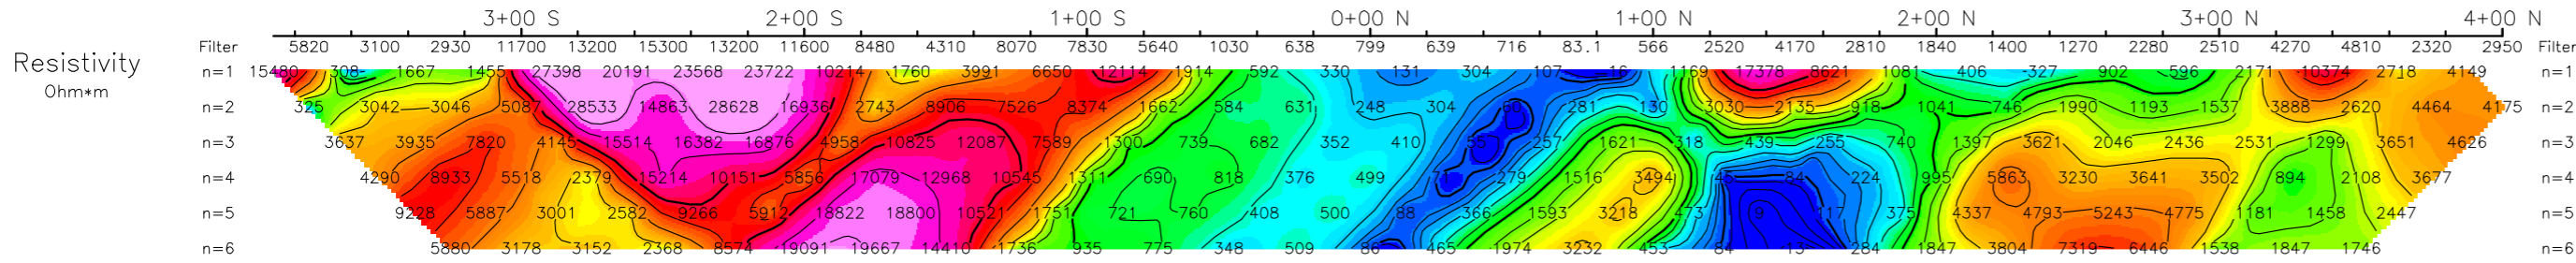 3+00 S 2+00 S 1+00 S 0+00 N 1+00 N 2+00 N 3+00 N 4+00 N
Filter 5820 3100 2930 11700 13200 15300 13200 11600 8480 4310 8070 7830 5640 1030 638 799 639 716 83.1 566 2520 4170 2810 1840 1400 1270 2280 2510 4270 4810 2320 2950 Filter
Resistivity
Ohm*m
n=1 15480 308 1667 1455 27398 20191 23568 23722 10214 1760 3991 6650 12114 1914 592 330 131 304 107 16 1169 17378 8621 1081 406 327 902 596 2171 10374 2718 4149 n=1
n=2 325 3042 3046 5087 28533 14863 28628 16936 2743 8906 7526 8374 1662 584 631 248 304 60 281 130 3030 2135 918 1041 746 1990 1193 1537 3888 2620 4464 4175 n=2
n=3 3637 3935 7820 4145 15514 16382 16876 4958 10825 12087 7589 1300 739 682 352 410 55 257 1621 318 439 255 740 1397 3621 2046 2436 2531 1299 3651 4626 n=3
n=4 4290 8933 5518 2379 15214 10151 5856 17079 12968 10545 1311 690 818 376 499 71 279 1516 3494 45 84 224 995 5863 3230 3641 3502 894 2108 3677 n=4
n=5 9228 5887 3001 2582 9266 5912 18822 18800 10521 1751 721 760 408 500 88 366 1593 3218 473 9 117 375 4337 4793 5243 4775 1181 1458 2447 n=5
n=6 5880 3178 3152 2368 8574 19091 19667 14410 1736 935 775 348 509 86 465 1974 3232 453 84 13 284 1847 3804 7319 6446 1538 1847 1746 n=6